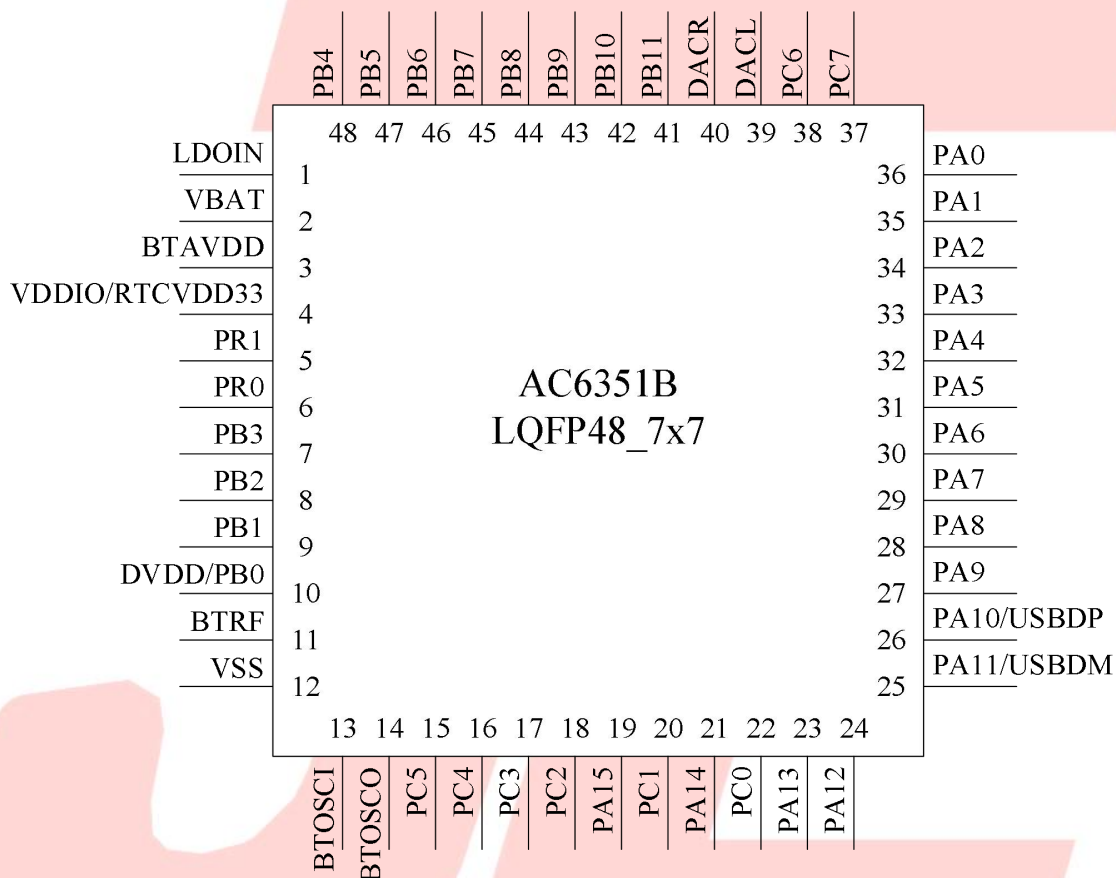 PB4 PB5 PB6 PB7 PB8 PB9 PB10 PB11 DACR DACL PC6 PC7
48 47 46 45 44 43 42 41 40 39 38 37
LDOIN 1 36 PA0
VBAT 2 35 PA1
BTAVDD 3 34 PA2
VDDIO/RTCVDD33 4 33 PA3
PR1 5 32 PA4
PR0 6 31 PA5
AC6351B
LQFP48_7x7
PB3 7 30 PA6
PB2 8 29 PA7
PB1 9 28 PA8
DVDD/PB0 10 27 PA9
BTRF 11 26 PA10/USBDP
VSS 12 25 PA11/USBDM
13 14 15 16 17 18 19 20 21 22 23 24
BTOSCI BTOSCO PC5 PC4 PC3 PC2 PA15 PC1 PA14 PC0 PA13 PA12